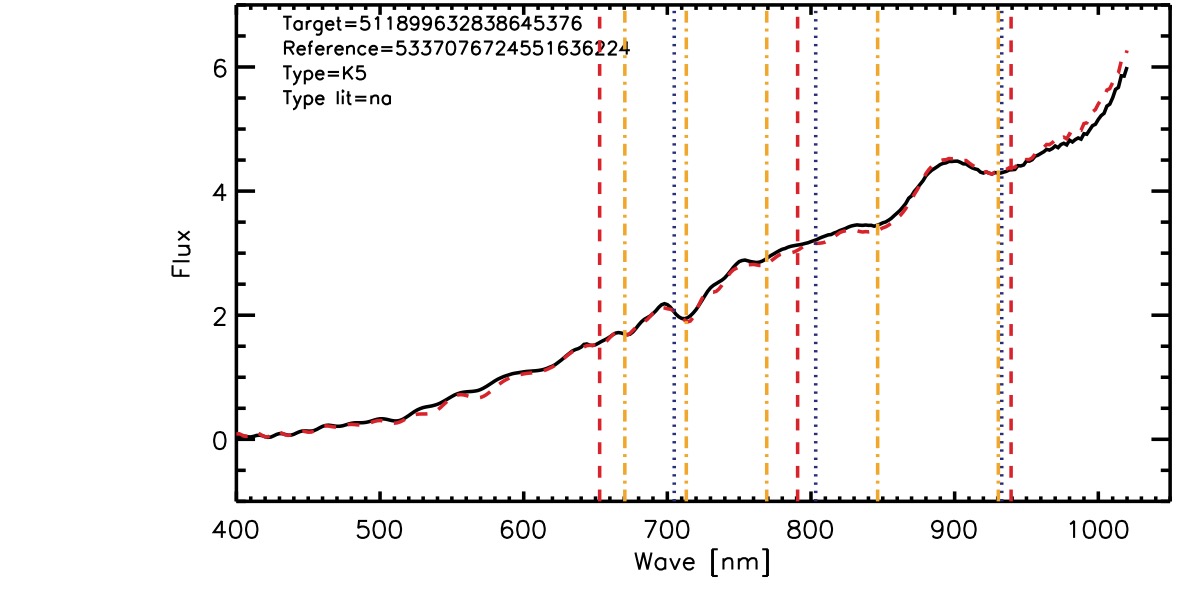 Target=5118999632838645376
Reference=5337076724551636224
Type=K5
Type lit=na
6
4
2
0
Flux
400 500 600 700 800 900 1000
Wave [nm]